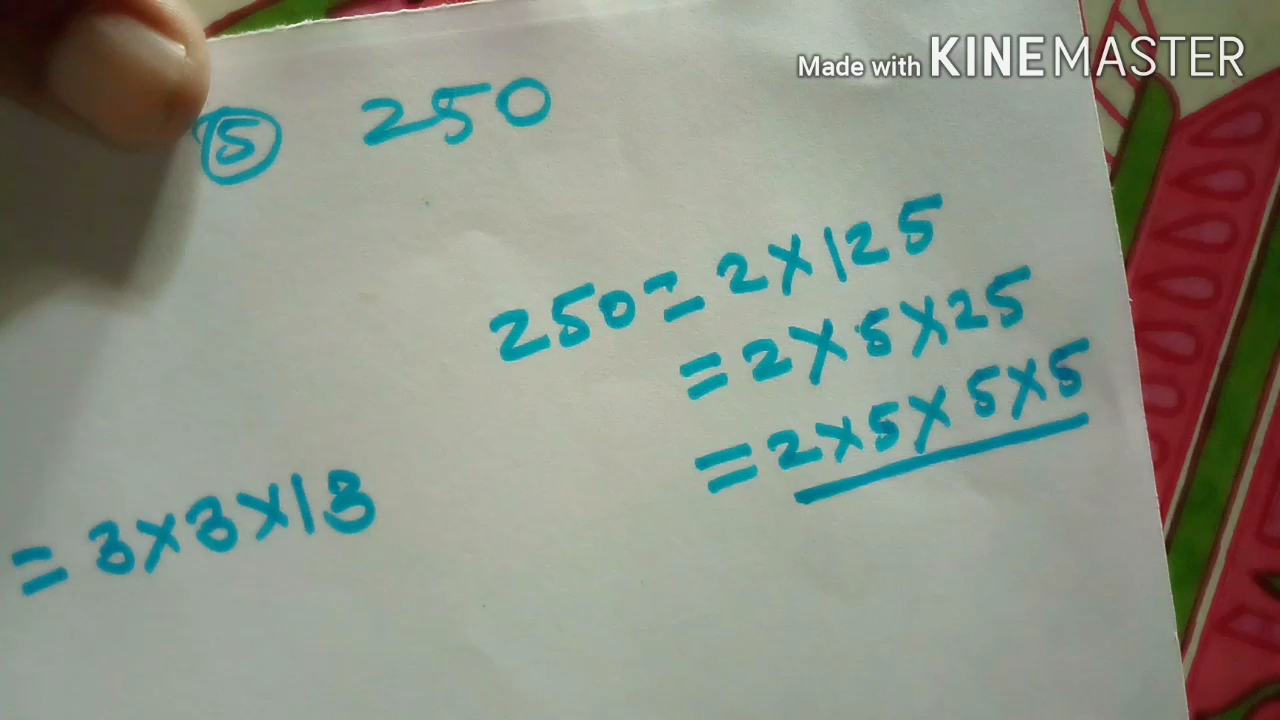 Made with KINEMASTER
⑤ 250
250 = 2×125
= 2×5×25
= 2×5×5×5
= 3×3×13